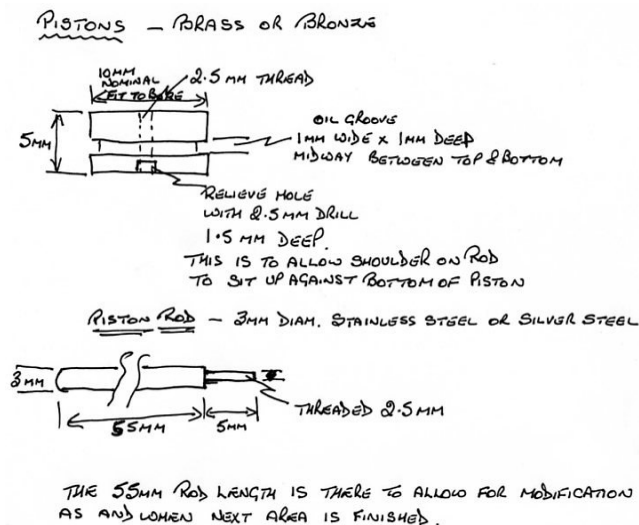 PISTONS – BRASS OR BRONZE
10MM
NOMINAL
FIT TO BORE
2.5 MM THREAD
5MM
OIL GROOVE
1MM WIDE x 1MM DEEP
MIDWAY BETWEEN TOP & BOTTOM
RELIEVE HOLE
WITH 2.5MM DRILL
1.5 MM DEEP.
THIS IS TO ALLOW SHOULDER ON ROD
TO SIT UP AGAINST BOTTOM OF PISTON
PISTON ROD – 3MM DIAM. STAINLESS STEEL OR SILVER STEEL
3MM
55MM
5MM
THREADED 2.5MM
THE 55MM ROD LENGTH IS THERE TO ALLOW FOR MODIFICATION
AS AND WHEN NEXT AREA IS FINISHED.